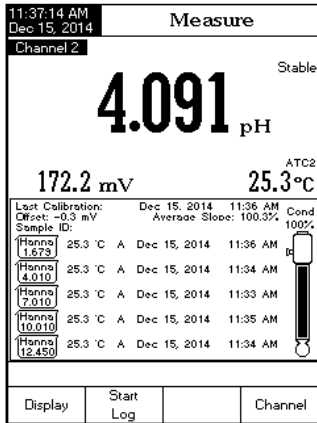 11:37:14 AM
Dec 15, 2014
Measure
Channel 2
Stable
4.091 pH
ATC2
172.2 mV
25.3°C
Last Calibration: Dec 15, 2014 11:36 AM
Offset: -0.3 mV Average Slope: 100.3%
Sample ID:
Cond
100%
Hanna 1.679 25.3 °C A Dec 15, 2014 11:36 AM
Hanna 4.010 25.3 °C A Dec 15, 2014 11:34 AM
Hanna 7.010 25.3 °C A Dec 15, 2014 11:33 AM
Hanna 10.010 25.3 °C A Dec 15, 2014 11:35 AM
Hanna 12.450 25.3 °C A Dec 15, 2014 11:34 AM
Display
Start Log
Channel